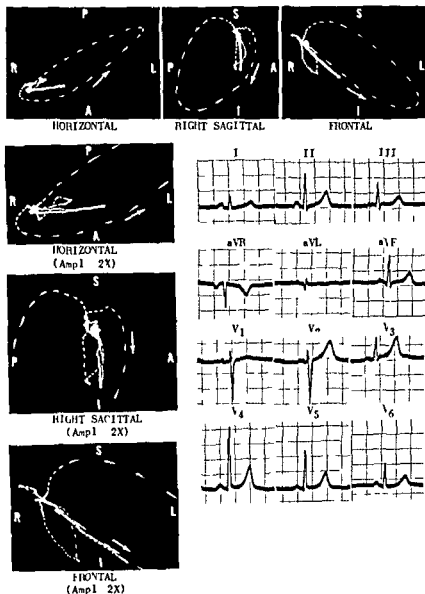 P
R L
A
HORIZONTAL
S
P A
I
RIGHT SAGITTAL
S
R L
I
FRONTAL
P
R L
A
HORIZONTAL
(Ampl 2X)
S
P A
I
RIGHT SAGITTAL
(Ampl 2X)
S
R L
I
FRONTAL
(Ampl 2X)
I II III
aVR aVL aVF
V1 V2 V3
V4 V5 V6